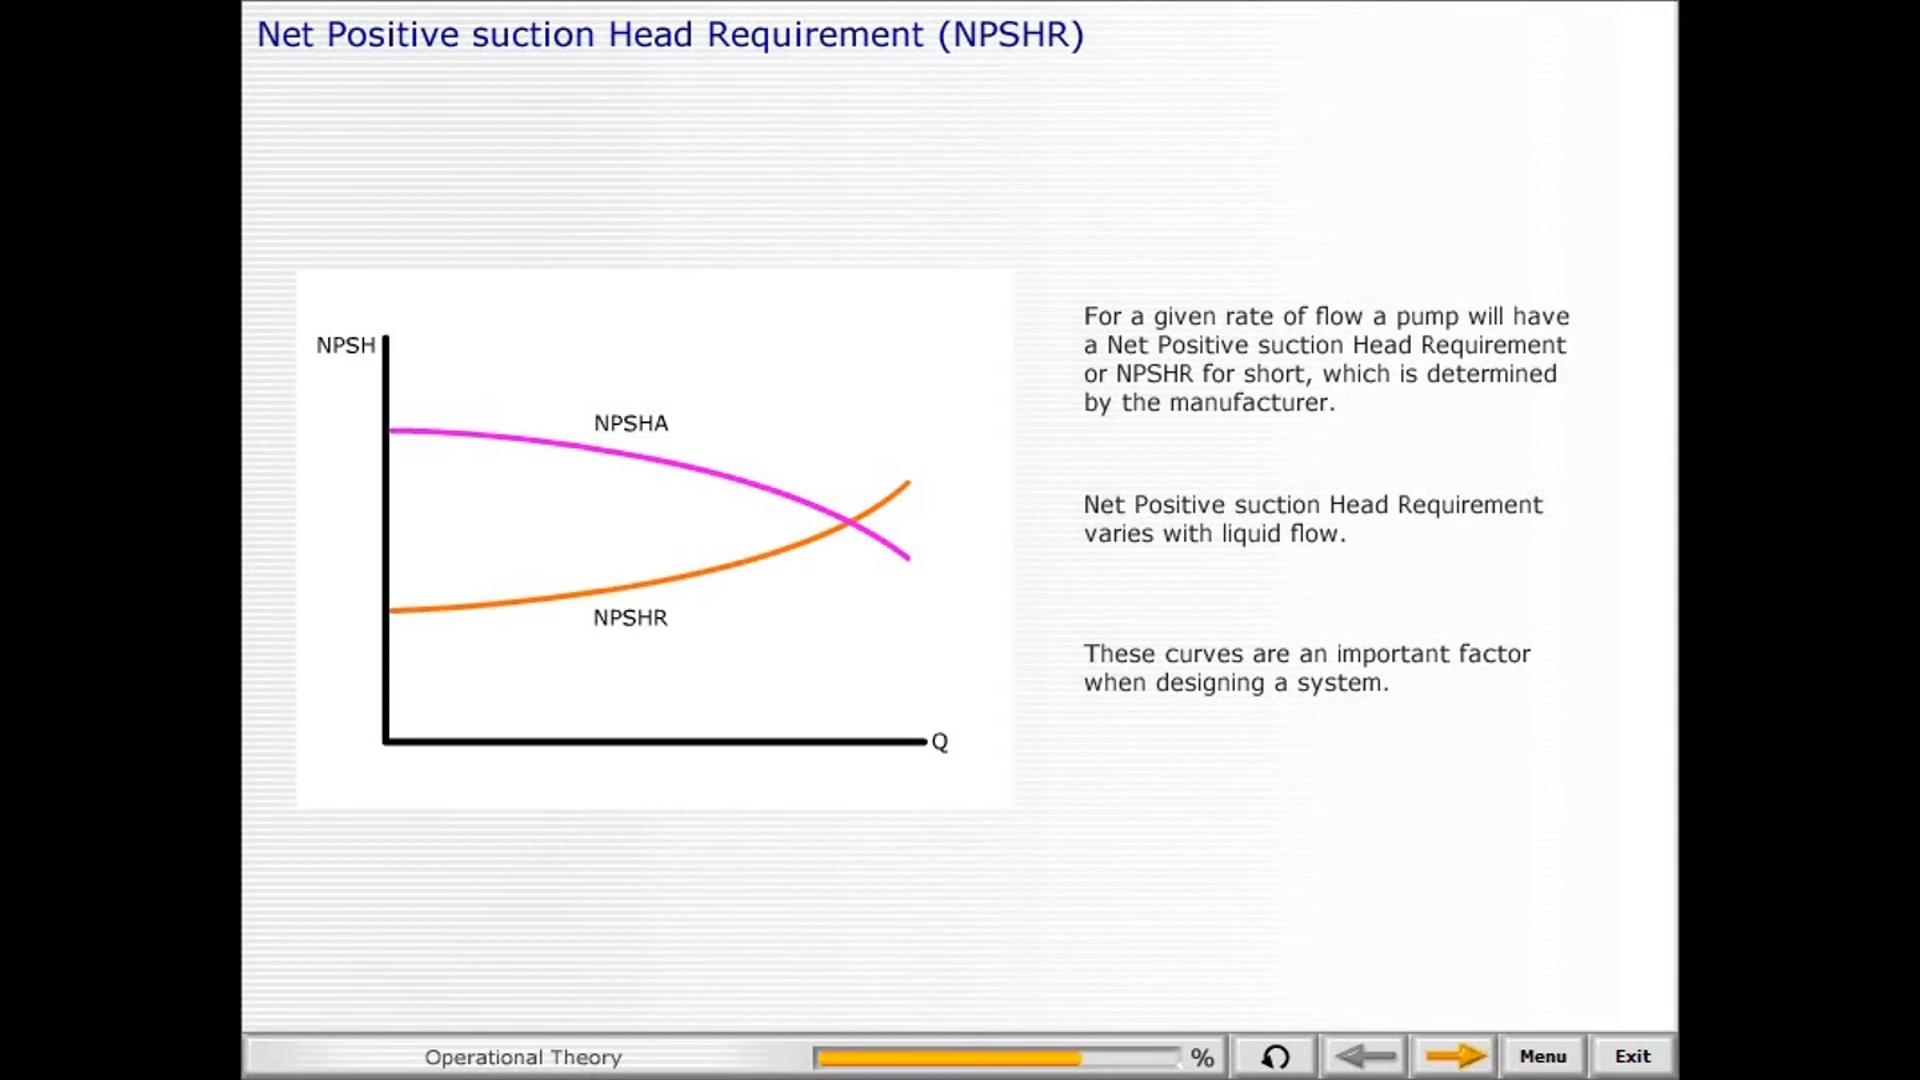 Net Positive suction Head Requirement (NPSHR)
NPSH
NPSHA
NPSHR
Q
For a given rate of flow a pump will have
a Net Positive suction Head Requirement
or NPSHR for short, which is determined
by the manufacturer.
Net Positive suction Head Requirement
varies with liquid flow.
These curves are an important factor
when designing a system.
Operational Theory
%
Menu
Exit